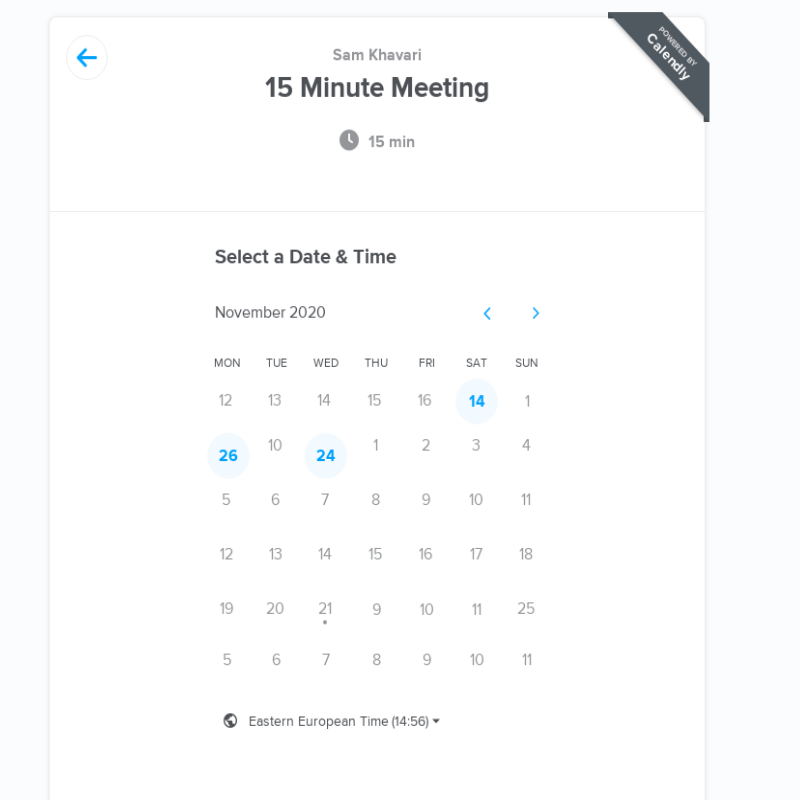 POWERED BY
Calendly
Sam Khavari
15 Minute Meeting
15 min
Select a Date & Time
November 2020
MON TUE WED THU FRI SAT SUN
12 13 14 15 16 14 1
26 10 24 1 2 3 4
5 6 7 8 9 10 11
12 13 14 15 16 17 18
19 20 21 9 10 11 25
5 6 7 8 9 10 11
Eastern European Time (14:56)